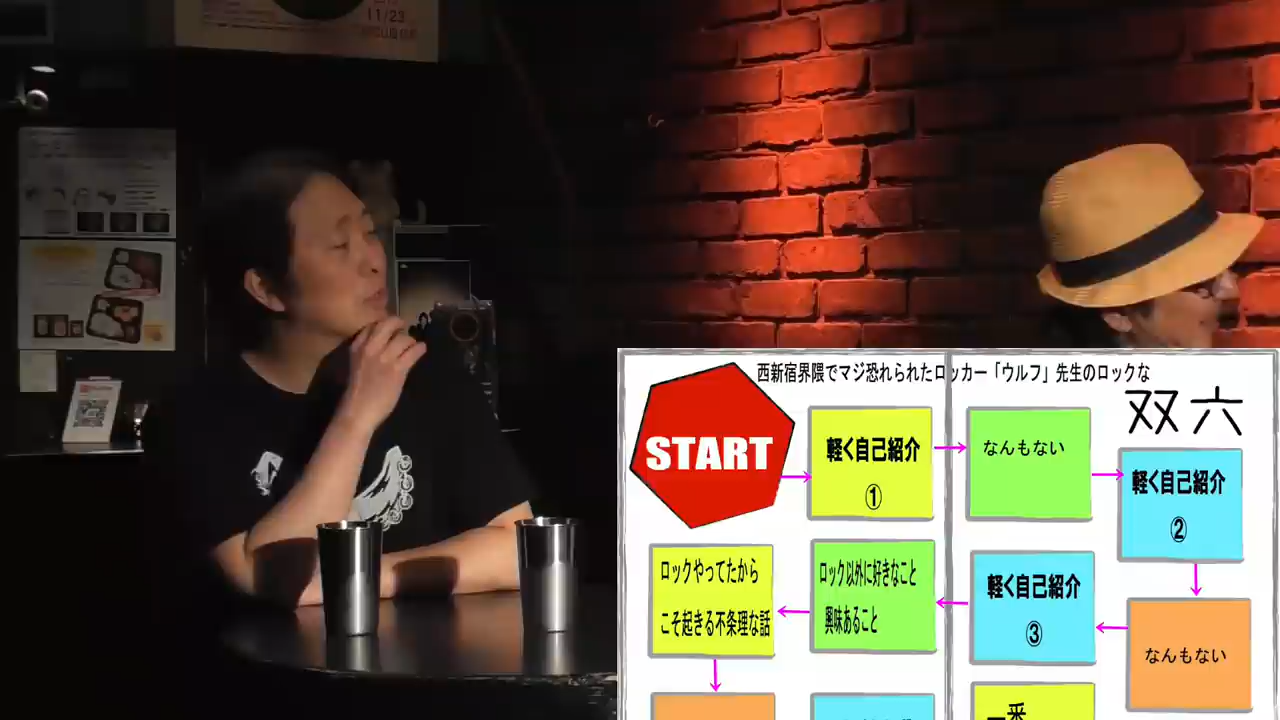 11/23
西新宿界隈でマジ恐れられたロッカー「ウルフ」先生のロックな
双六
START
軽く自己紹介
①
なんもない
軽く自己紹介
②
なんもない
軽く自己紹介
③
ロック以外に好きなこと
興味あること
ロックやってたから
こそ起きる不条理な話
一番